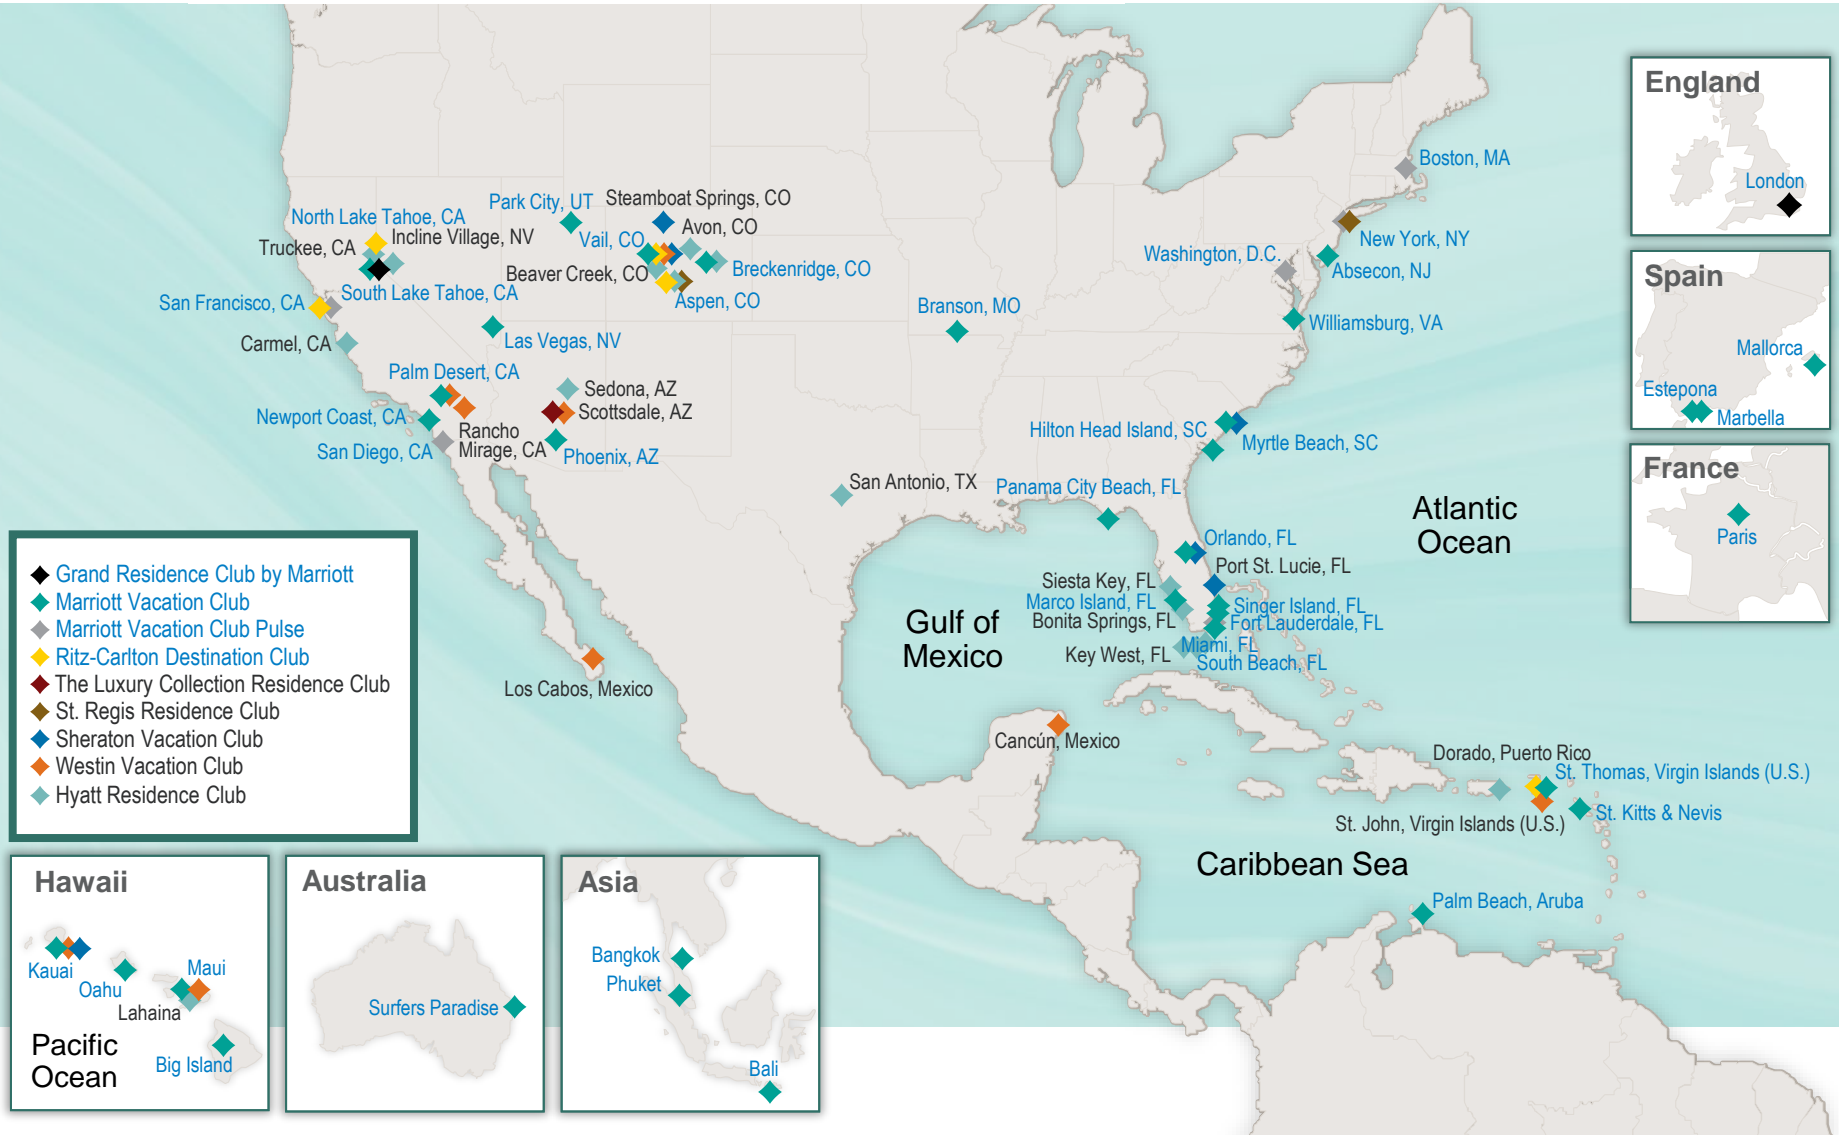 England
London
Boston, MA
Steamboat Springs, CO
Park City, UT
North Lake Tahoe, CA
Avon, CO
Incline Village, NV
Vail, CO
New York, NY
Truckee, CA
Washington, D.C.
Beaver Creek, CO
Breckenridge, CO
Absecon, NJ
Spain
South Lake Tahoe, CA
San Francisco, CA
Aspen, CO
Branson, MO
Williamsburg, VA
Carmel, CA
Las Vegas, NV
Mallorca
Palm Desert, CA
Sedona, AZ
Estepona
Newport Coast, CA
Scottsdale, AZ
Marbella
Rancho
Mirage, CA
Hilton Head Island, SC
Myrtle Beach, SC
San Diego, CA
Phoenix, AZ
France
San Antonio, TX
Panama City Beach, FL
Atlantic
Ocean
Paris
Orlando, FL
Port St. Lucie, FL
Siesta Key, FL
Marco Island, FL
Singer Island, FL
Bonita Springs, FL
Fort Lauderdale, FL
Gulf of
Mexico
Miami, FL
Key West, FL
South Beach, FL
Grand Residence Club by Marriott
Marriott Vacation Club
Marriott Vacation Club Pulse
Ritz-Carlton Destination Club
The Luxury Collection Residence Club
St. Regis Residence Club
Sheraton Vacation Club
Westin Vacation Club
Hyatt Residence Club
Los Cabos, Mexico
Cancún, Mexico
Dorado, Puerto Rico
St. Thomas, Virgin Islands (U.S.)
St. Kitts & Nevis
St. John, Virgin Islands (U.S.)
Caribbean Sea
Palm Beach, Aruba
Hawaii
Kauai
Maui
Oahu
Lahaina
Pacific
Ocean
Big Island
Australia
Surfers Paradise
Asia
Bangkok
Phuket
Bali